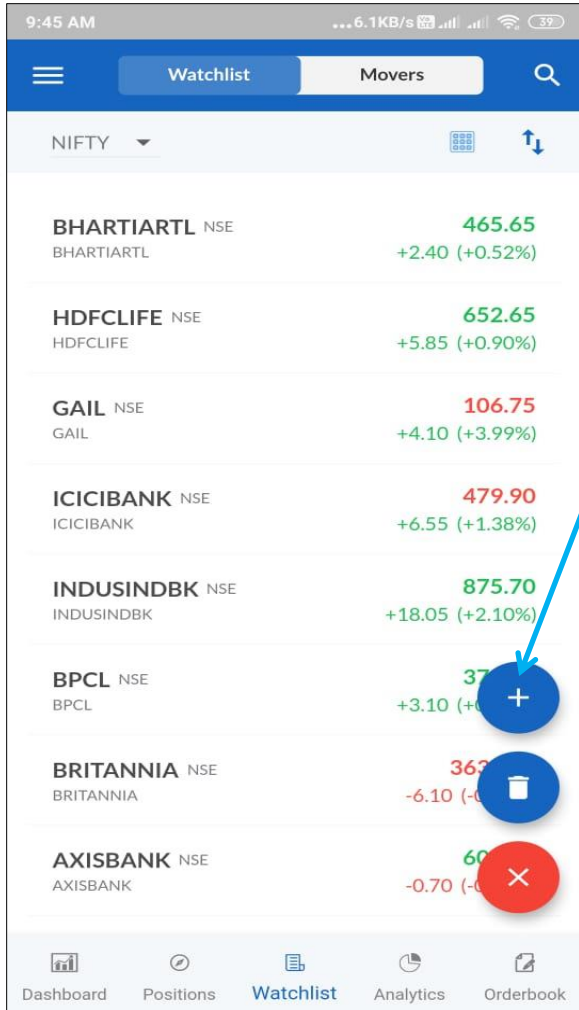 9:45 AM ...6.1KB/s 39
Watchlist Movers
NIFTY
BHARTIARTL NSE 465.65
BHARTIARTL +2.40 (+0.52%)
HDFCLIFE NSE 652.65
HDFCLIFE +5.85 (+0.90%)
GAIL NSE 106.75
GAIL +4.10 (+3.99%)
ICICIBANK NSE 479.90
ICICIBANK +6.55 (+1.38%)
INDUSINDBK NSE 875.70
INDUSINDBK +18.05 (+2.10%)
BPCL NSE
BPCL +3.10
BRITANNIA NSE
BRITANNIA -6.10
AXISBANK NSE
AXISBANK -0.70
Dashboard Positions Watchlist Analytics Orderbook